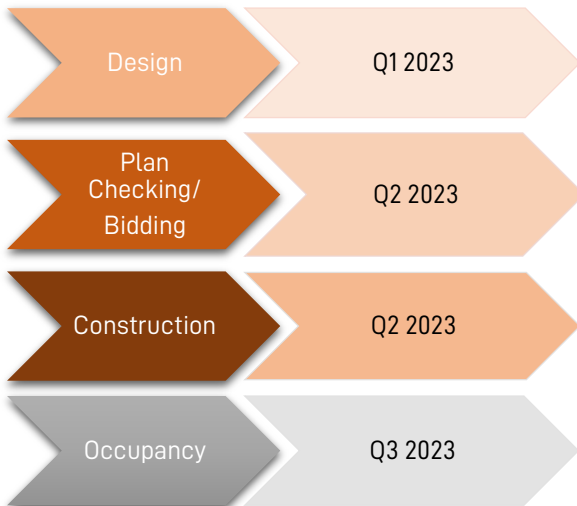 Design
Q1 2023
Plan
Checking/
Bidding
Q2 2023
Construction
Q2 2023
Occupancy
Q3 2023